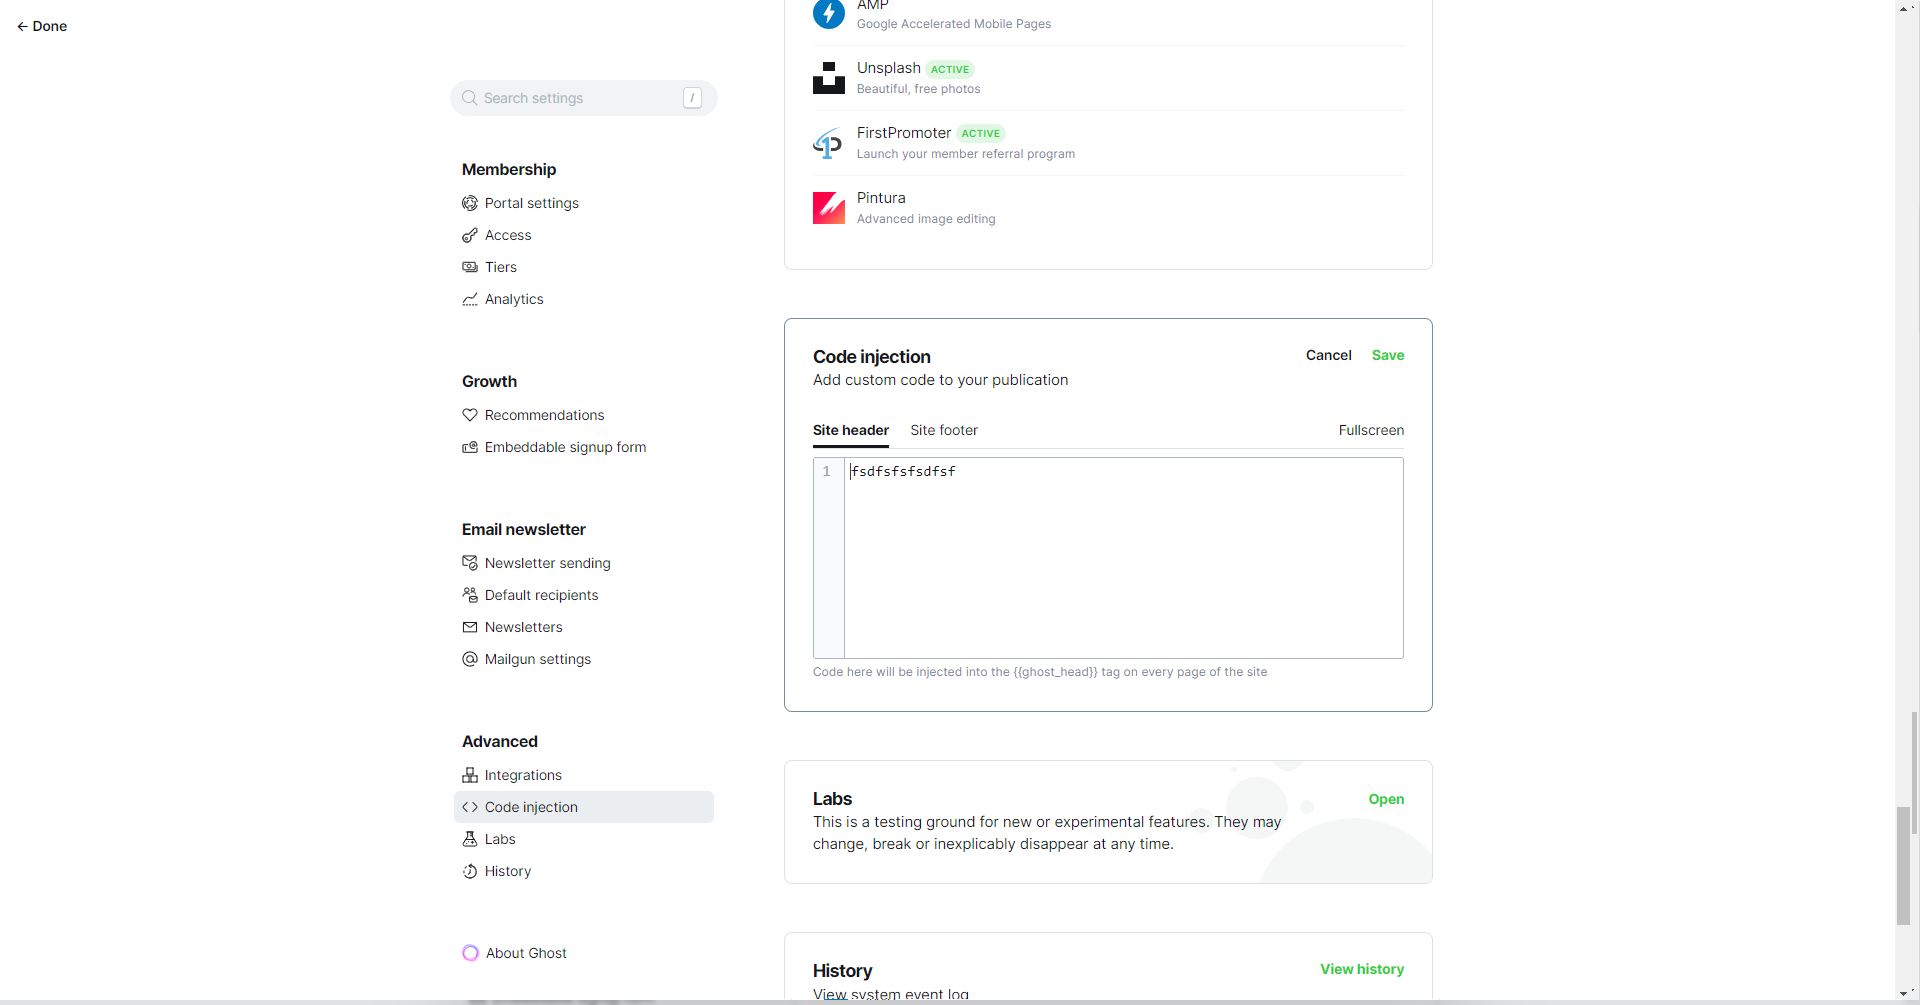 ← Done
Search settings /
Membership
Portal settings
Access
Tiers
Analytics
Growth
Recommendations
Embeddable signup form
Email newsletter
Newsletter sending
Default recipients
Newsletters
Mailgun settings
Advanced
Integrations
Code injection
Labs
History
About Ghost
AMP
Google Accelerated Mobile Pages
Unsplash ACTIVE
Beautiful, free photos
FirstPromoter ACTIVE
Launch your member referral program
Pintura
Advanced image editing
Code injection Cancel Save
Add custom code to your publication
Site header Site footer Fullscreen
1 fsdfsfsfsdfsf
Code here will be injected into the {{ghost_head}} tag on every page of the site
Labs Open
This is a testing ground for new or experimental features. They may
change, break or inexplicably disappear at any time.
History View history
View system event log